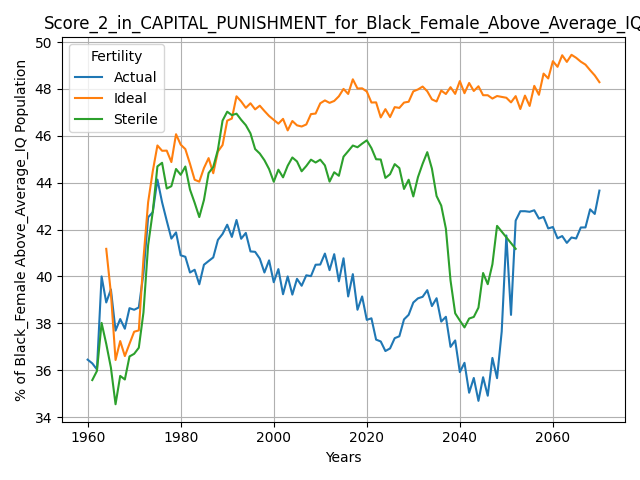 Score_2_in_CAPITAL_PUNISHMENT_for_Black_Female_Above_Average_IQ
% of Black_Female Above_Average_IQ Population
50
48
46
44
42
40
38
36
34
Fertility
Actual
Ideal
Sterile
1960
1980
2000
2020
2040
2060
Years